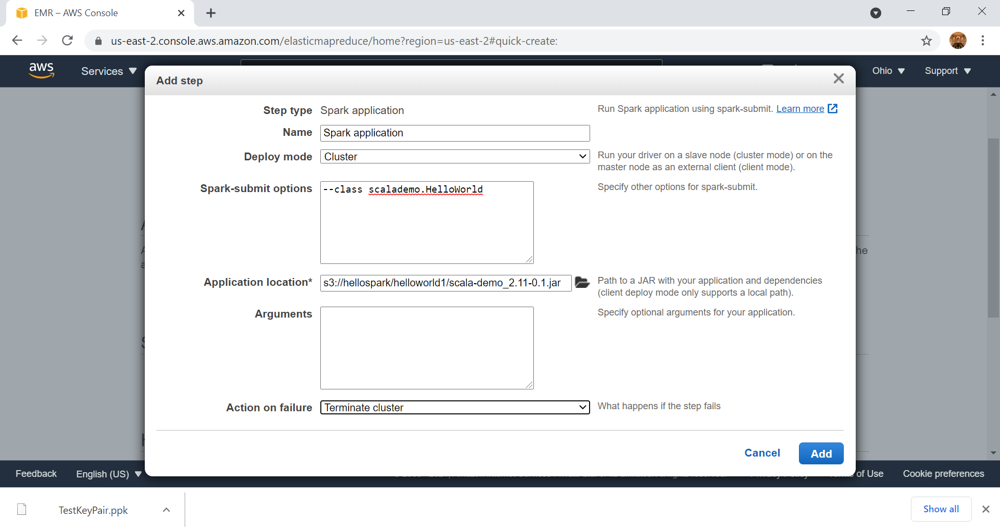 EMR – AWS Console
us-east-2.console.aws.amazon.com/elasticmapreduce/home?region=us-east-2#quick-create:
aws
Services
Ohio
Support
Add step
Step type
Spark application
Run Spark application using spark-submit. Learn more
Name
Spark application
Deploy mode
Cluster
Run your driver on a slave node (cluster mode) or on the
master node as an external client (client mode).
Spark-submit options
--class scalademo.HelloWorld
Specify other options for spark-submit.
he
Application location*
s3://hellospark/helloworld1/scala-demo_2.11-0.1.jar
Path to a JAR with your application and dependencies
(client deploy mode only supports a local path).
Arguments
Specify optional arguments for your application.
Action on failure
Terminate cluster
What happens if the step fails
Cancel
Add
Feedback
English (US)
of Use
Cookie preferences
TestKeyPair.ppk
Show all